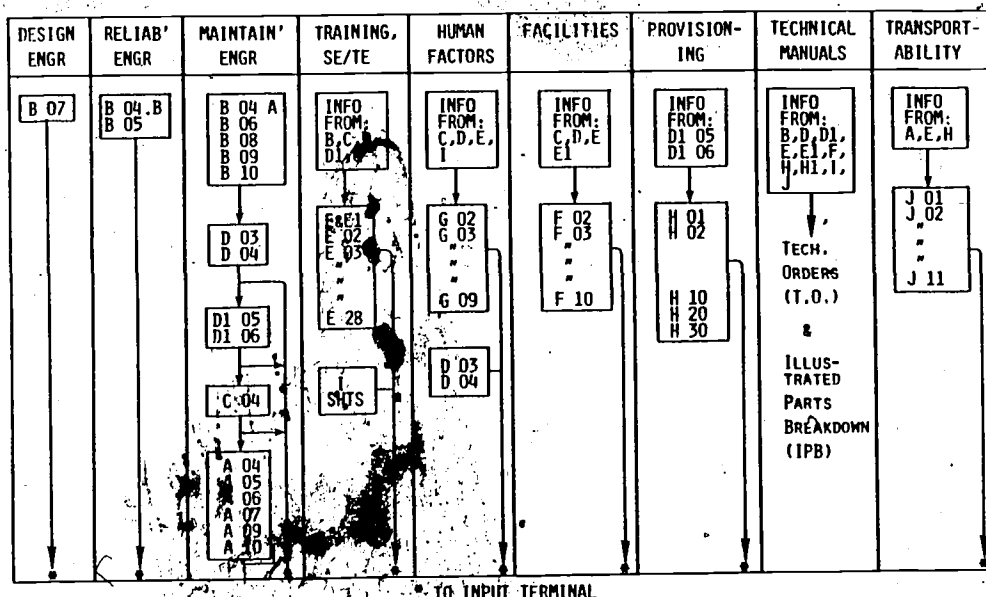 DESIGN
ENGR
RELIAB'
ENGR
MAINTAIN'
ENGR
TRAINING,
SE/TE
HUMAN
FACTORS
FACILITIES
PROVISION-
ING
TECHNICAL
MANUALS
TRANSPORT-
ABILITY
B 07
B 04.B
B 05
B 04 A
B 06
B 08
B 09
B 10
D 03
D 04
D1 05
D1 06
C 04
A 04
A 05
A 06
A 07
A 09
A 10
INFO
FROM:
B,C,
D1,
E&E1
E 02
E 03
"
"
"
E 28
I
SHTS
INFO
FROM:
C,D,E,
I
G 02
G 03
"
"
"
G 09
D 03
D 04
INFO
FROM:
C,D,E
E1
F 02
F 03
"
"
"
F 10
INFO
FROM:
D1 05
D1 06
H 01
H 02
H 10
H 20
H 30
INFO
FROM:
B,D,D1,
E,E1,F,
H,H1,I,
J
TECH.
ORDERS
(T.O.)
&
ILLUS-
TRATED
PARTS
BREAKDOWN
(IPB)
INFO
FROM:
A,E,H
J 01
J 02
"
"
"
J 11
* * * * * * * *
* TO INPUT TERMINAL